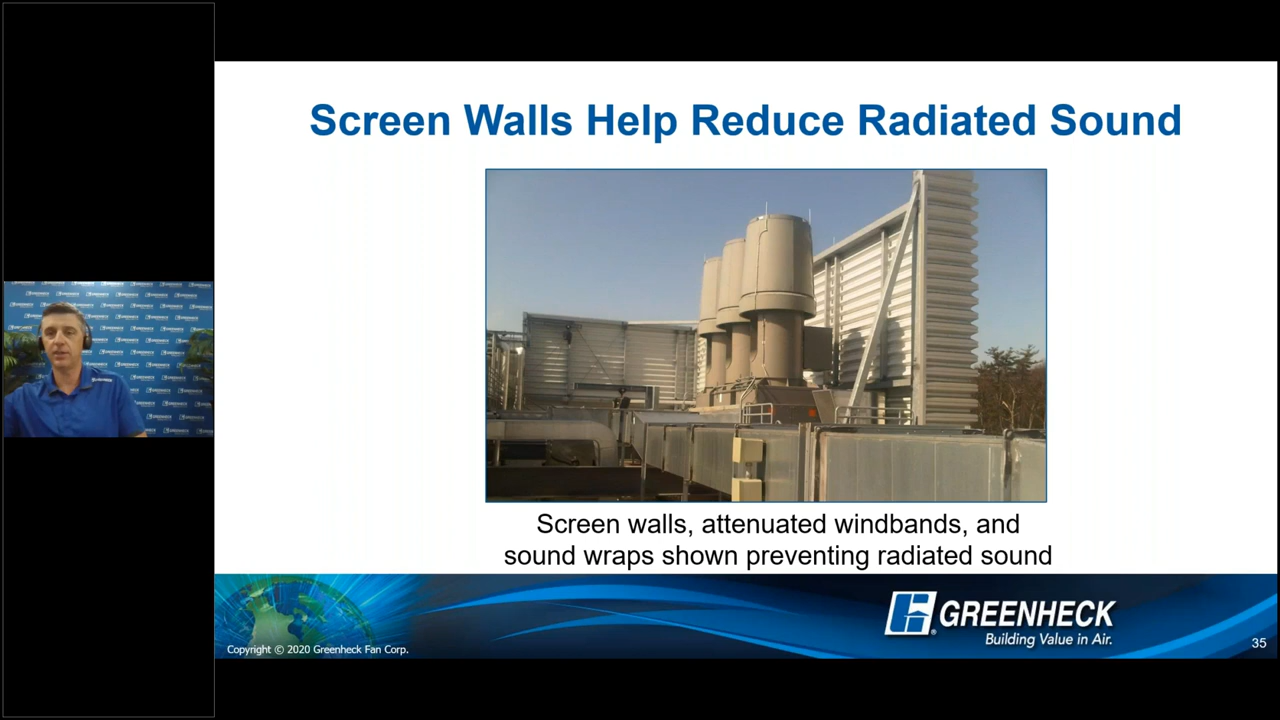 Screen Walls Help Reduce Radiated Sound
Screen walls, attenuated windbands, and
sound wraps shown preventing radiated sound
GREENHECK
Building Value in Air.
Copyright © 2020 Greenheck Fan Corp.
35